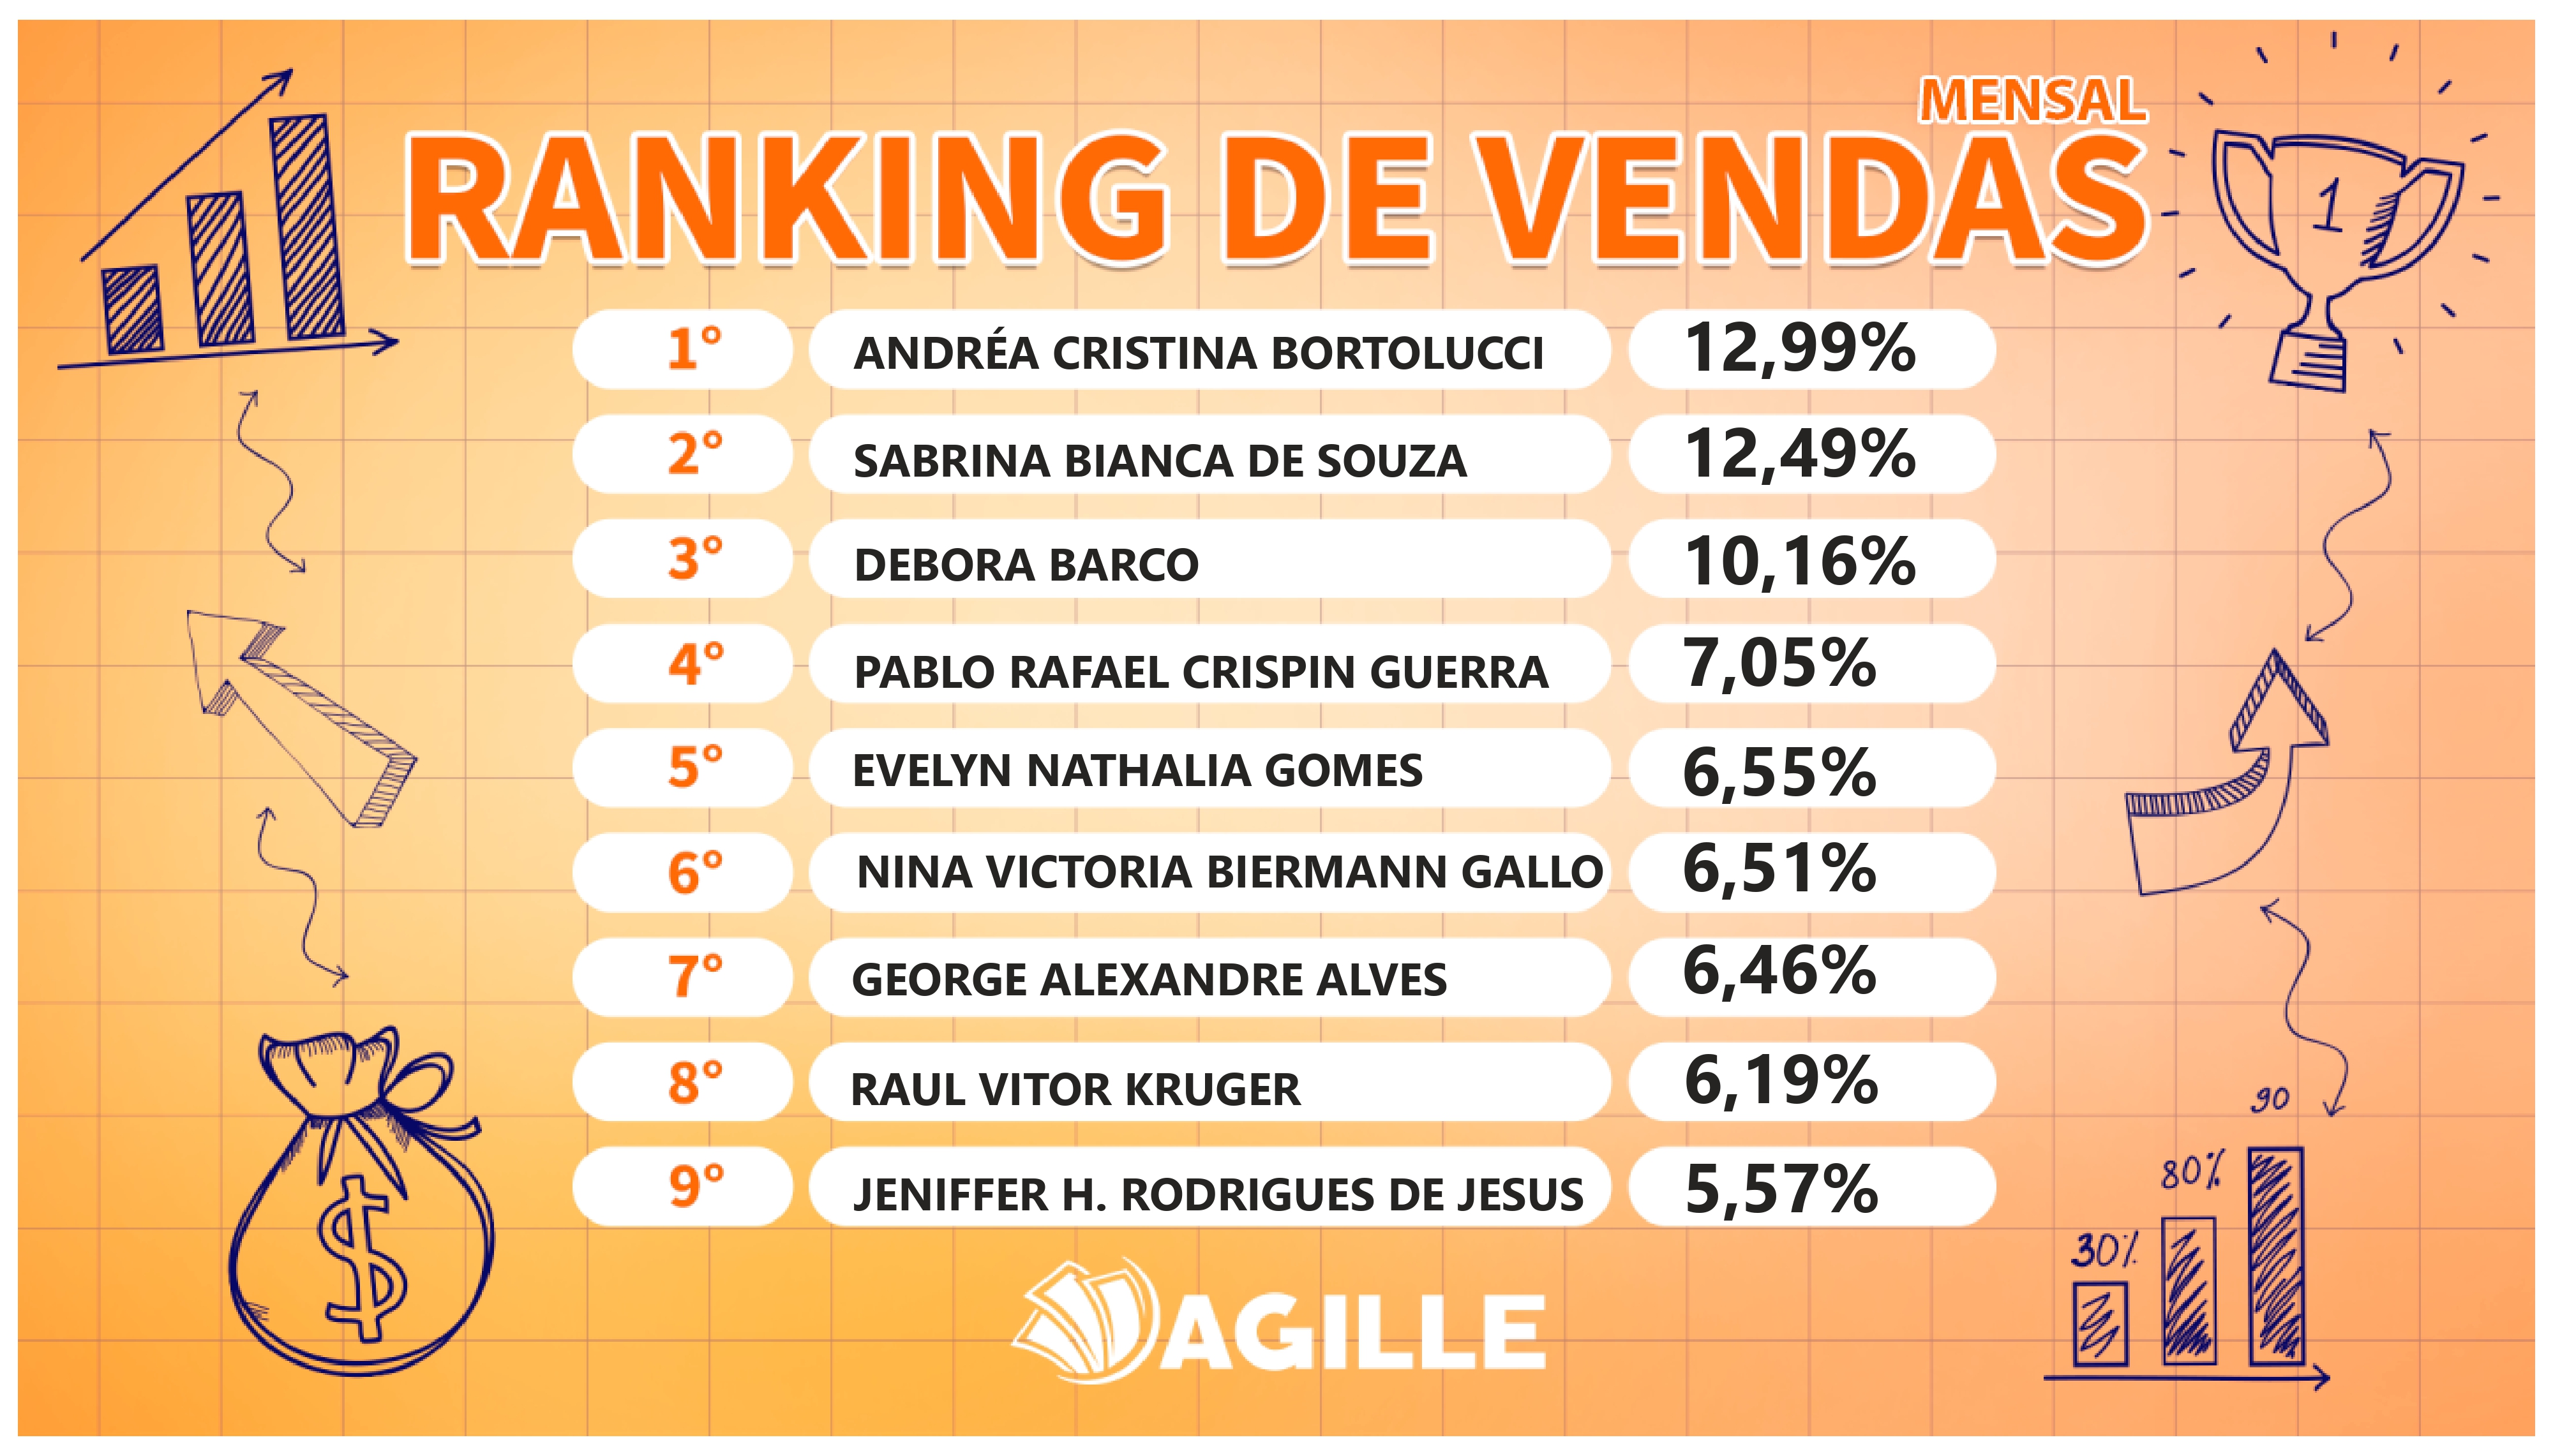 MENSAL
RANKING DE VENDAS
1° ANDRÉA CRISTINA BORTOLUCCI 12,99%
2° SABRINA BIANCA DE SOUZA 12,49%
3° DEBORA BARCO 10,16%
4° PABLO RAFAEL CRISPIN GUERRA 7,05%
5° EVELYN NATHALIA GOMES 6,55%
6° NINA VICTORIA BIERMANN GALLO 6,51%
7° GEORGE ALEXANDRE ALVES 6,46%
8° RAUL VITOR KRUGER 6,19%
9° JENIFFER H. RODRIGUES DE JESUS 5,57%
AGILLE
1
$
90
80%
30%